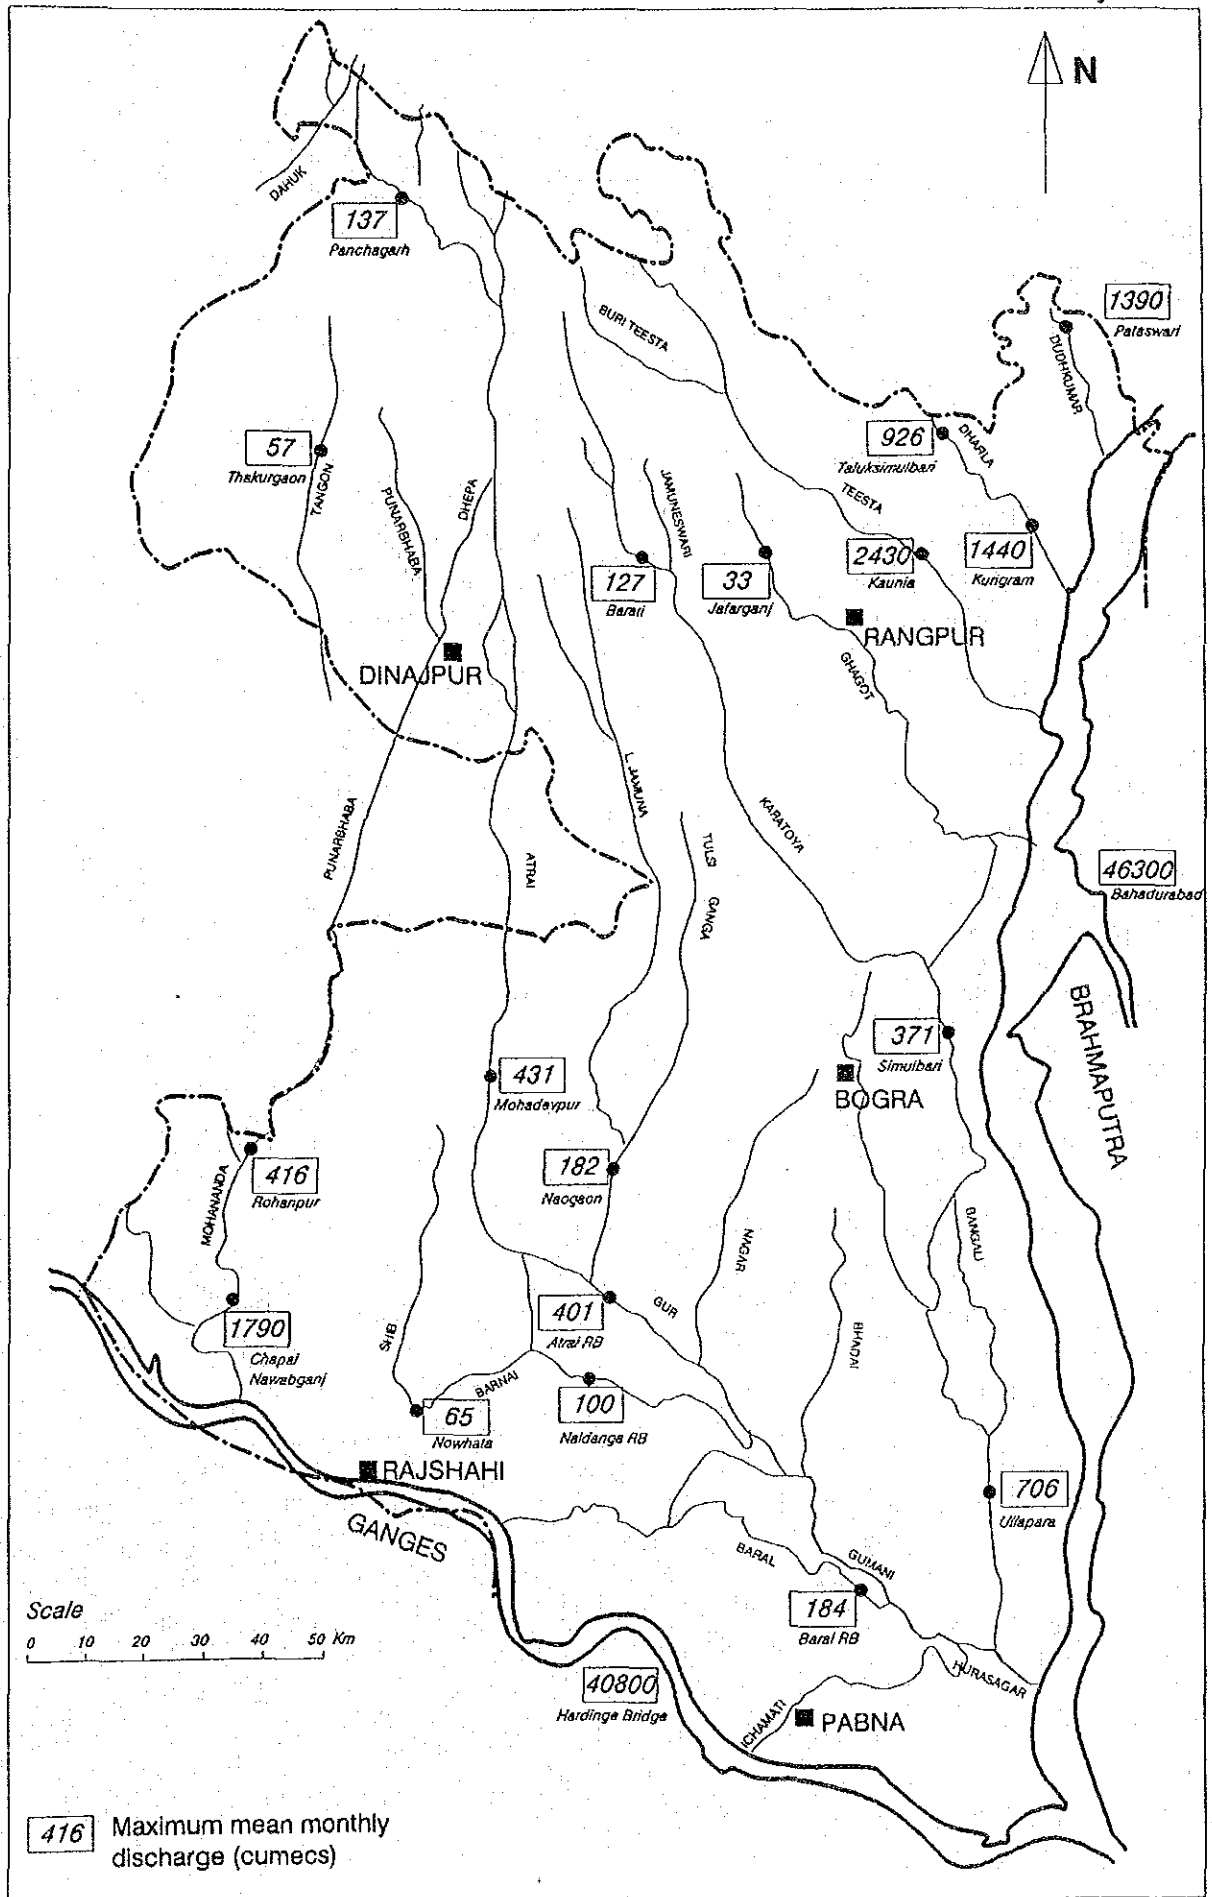 N
DAHUK
137
Panchagarh
1390
Pataswari
BURI TEESTA
DUDHKUMAR
57
Thakurgaon
TANGON
PUNARBHABA
DHEPA
JAMUNESWARI
926
Taluksimulbari
DHARLA
TEESTA
127
Barati
33
Jafarganj
2430
Kaunia
1440
Kurigram
RANGPUR
DINAJPUR
GHAGOT
PUNARBHABA
ATRAI
L. JAMUNA
TULSI GANGA
KARATOYA
46300
Bahadurabad
BRAHMAPUTRA
371
Simulbari
BOGRA
431
Mohadevpur
416
Rohanpur
MOHANANDA
182
Naogaon
NAGAR
BANGALI
1790
Chapai
Nawabganj
SHIB
401
Atrai RB
GUR
BHADAI
BARNAI
65
Nowhata
100
Naldanga RB
RAJSHAHI
GANGES
706
Ullapara
BARAL
GUMANI
184
Baral RB
HURASAGAR
Scale
0 10 20 30 40 50 Km
40800
Hardinge Bridge
ICHAMATI
PABNA
416 Maximum mean monthly
discharge (cumecs)